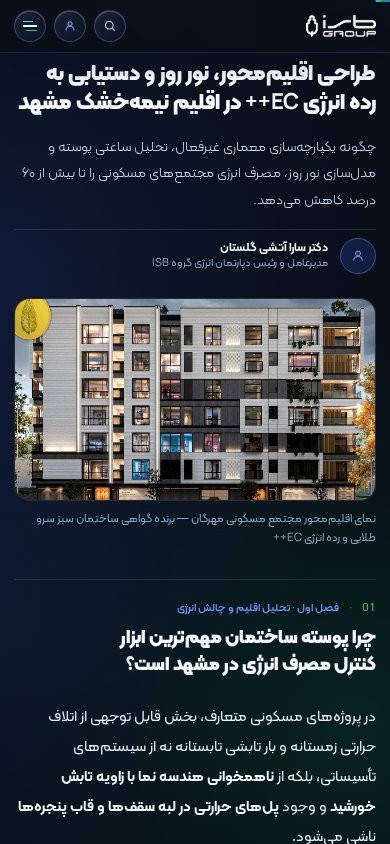 isb
GROUP
طراحی اقلیم‌محور، نور روز و دستیابی به
رده انرژی EC++ در اقلیم نیمه‌خشک مشهد
چگونه یکپارچه‌سازی معماری غیرفعال، تحلیل ساعتی پوسته و
مدل‌سازی نور روز، مصرف انرژی مجتمع‌های مسکونی را تا بیش از ۶۰
درصد کاهش می‌دهد.
دکتر سارا آتشی گلستان
مدیرعامل و رئیس دپارتمان انرژی گروه ISB
نمای اقلیم‌محور مجتمع مسکونی مهرگان — برنده گواهی ساختمان سبز سرو
طلایی و رده انرژی EC++
01 · فصل اول · تحلیل اقلیم و چالش انرژی
چرا پوسته ساختمان مهم‌ترین ابزار
کنترل مصرف انرژی در مشهد است؟
در پروژه‌های مسکونی متعارف، بخش قابل توجهی از اتلاف
حرارتی زمستانه و بار تابشی تابستانه نه از سیستم‌های
تأسیساتی، بلکه از ناهمخوانی هندسه نما با زاویه تابش
خورشید و وجود پل‌های حرارتی در لبه سقف‌ها و قاب پنجره‌ها
ناشی می‌شود.